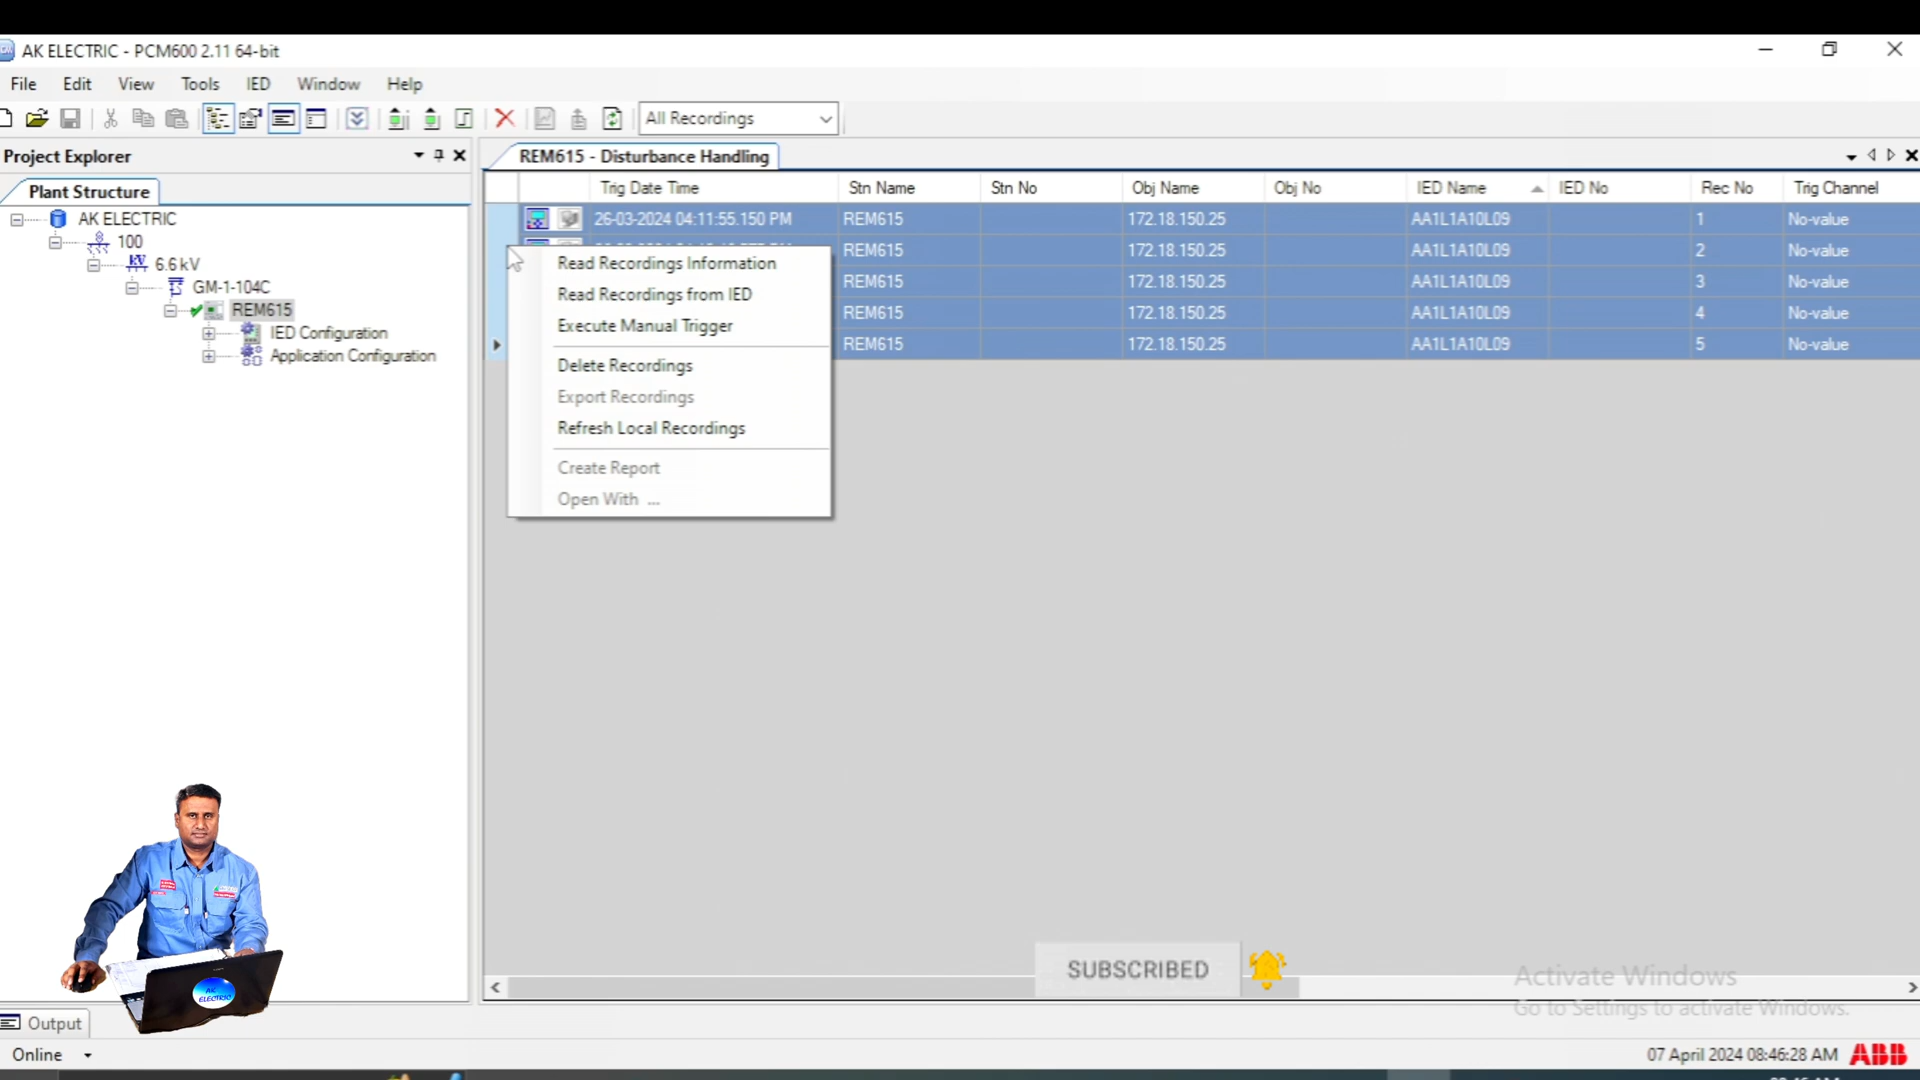 AK ELECTRIC - PCM600 2.11 64-bit
File Edit View Tools IED Window Help
All Recordings
Project Explorer
Plant Structure
AK ELECTRIC
100
6.6 kV
GM-1-104C
REM615
IED Configuration
Application Configuration
REM615 - Disturbance Handling
Trig Date Time Stn Name Stn No Obj Name Obj No IED Name IED No Rec No Trig Channel
26-03-2024 04:11:55.150 PM REM615 172.18.150.25 AA1L1A10L09 1 No-value
REM615 172.18.150.25 AA1L1A10L09 2 No-value
REM615 172.18.150.25 AA1L1A10L09 3 No-value
REM615 172.18.150.25 AA1L1A10L09 4 No-value
REM615 172.18.150.25 AA1L1A10L09 5 No-value
Read Recordings Information
Read Recordings from IED
Execute Manual Trigger
Delete Recordings
Export Recordings
Refresh Local Recordings
Create Report
Open With ...
AK
ELECTRIC
SUBSCRIBED
Activate Windows
Go to Settings to activate Windows.
Output
Online
07 April 2024 08:46:28 AM ABB